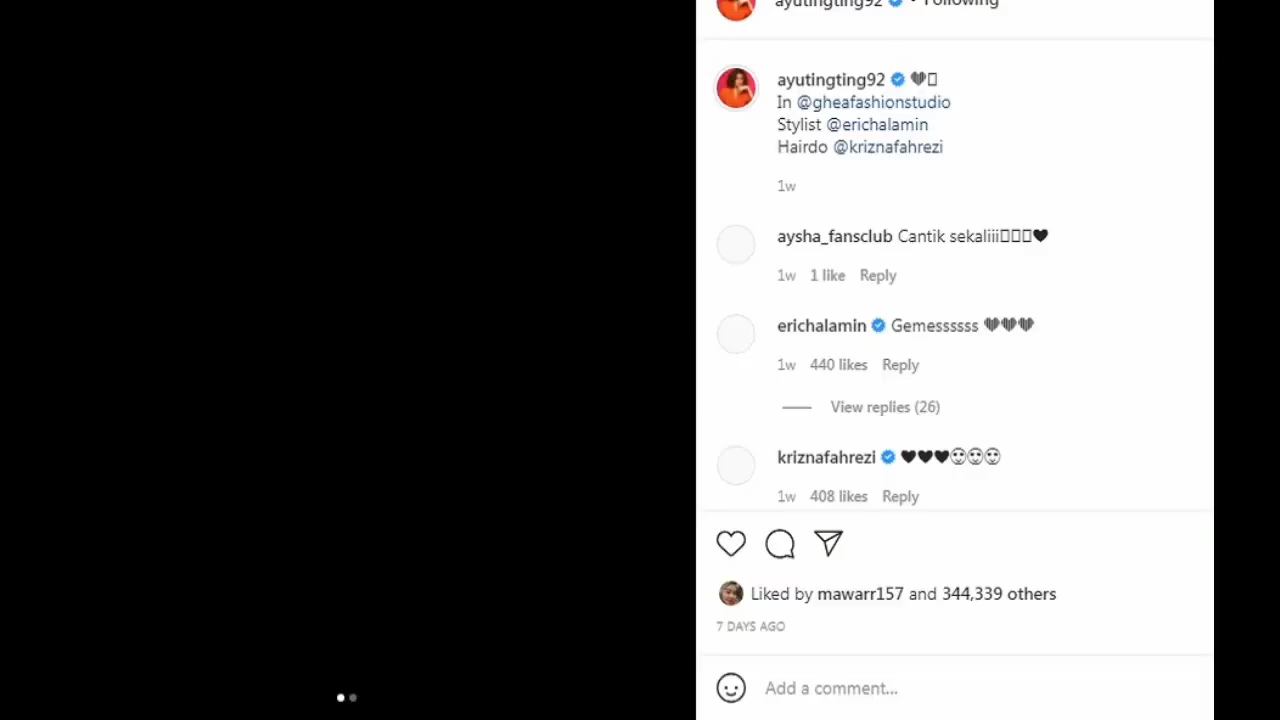 ayutingting92 • Following
ayutingting92
In @gheafashionstudio
Stylist @erichalamin
Hairdo @kriznafahrezi
1w
aysha_fansclub Cantik sekaliii
1w 1 like Reply
erichalamin Gemessssss
1w 440 likes Reply
View replies (26)
kriznafahrezi
1w 408 likes Reply
Liked by mawarr157 and 344,339 others
7 DAYS AGO
Add a comment...